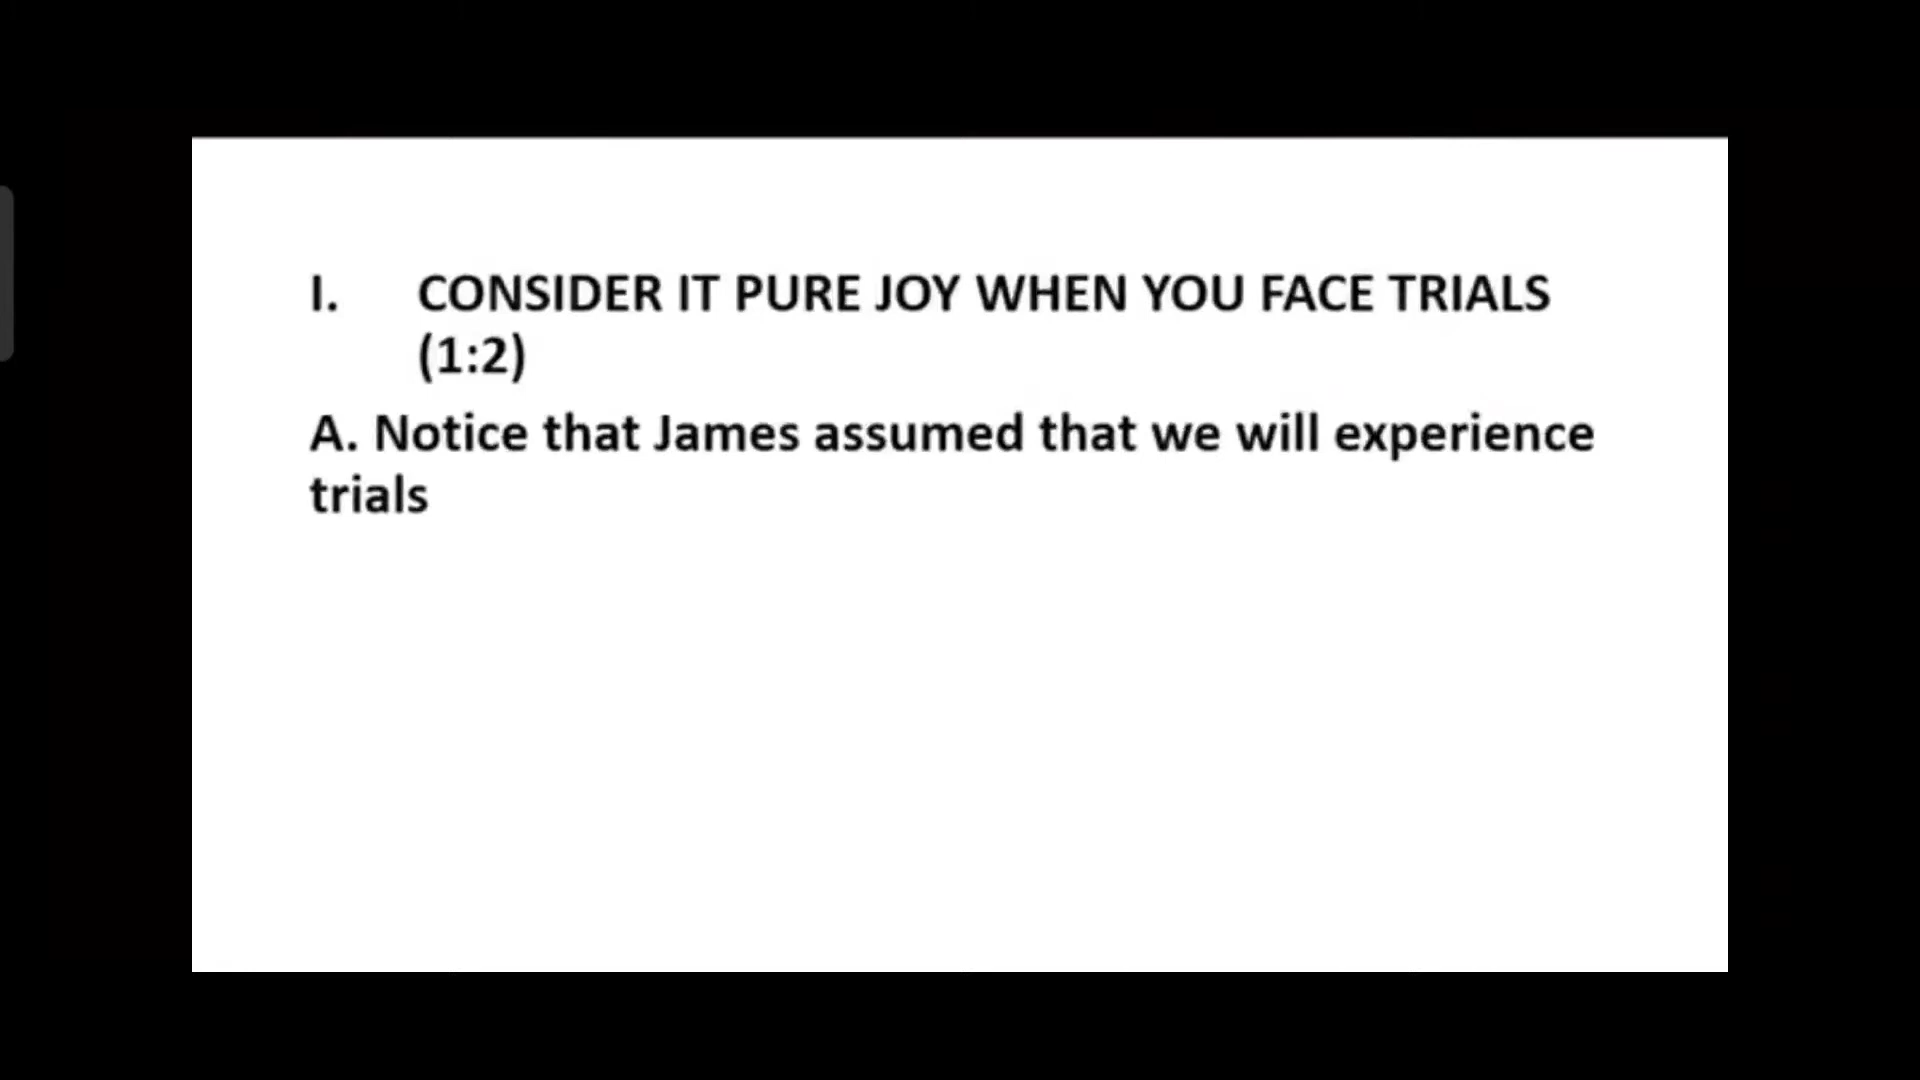 I. CONSIDER IT PURE JOY WHEN YOU FACE TRIALS
(1:2)
A. Notice that James assumed that we will experience
trials